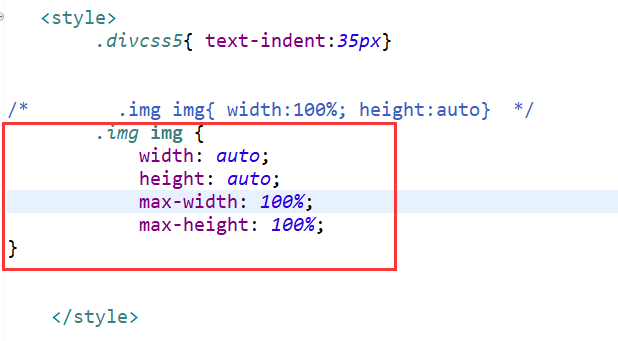 <style>
.divcss5{ text-indent:35px}
/* .img img{ width:100%; height:auto} */
.img img {
width: auto;
height: auto;
max-width: 100%;
max-height: 100%;
}
</style>